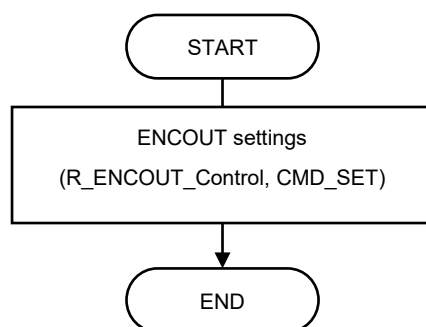 START
ENCOUT settings
(R_ENCOUT_Control, CMD_SET)
END